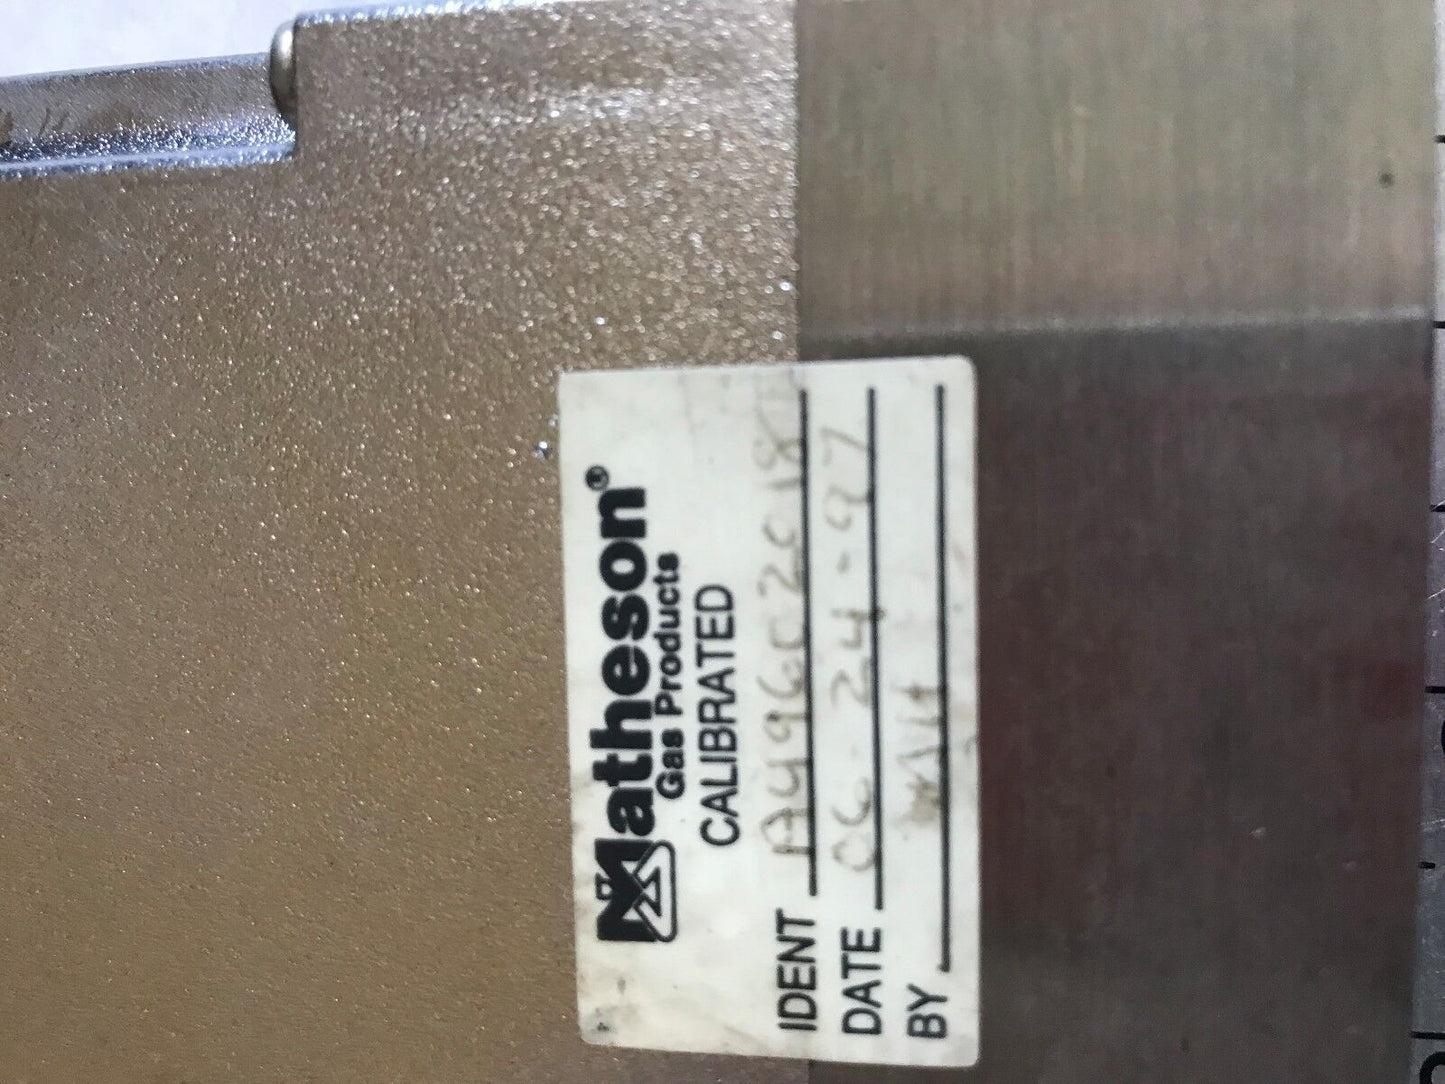 Matheson®
Gas Products
CALIBRATED
IDENT
DATE 06-24-97
BY